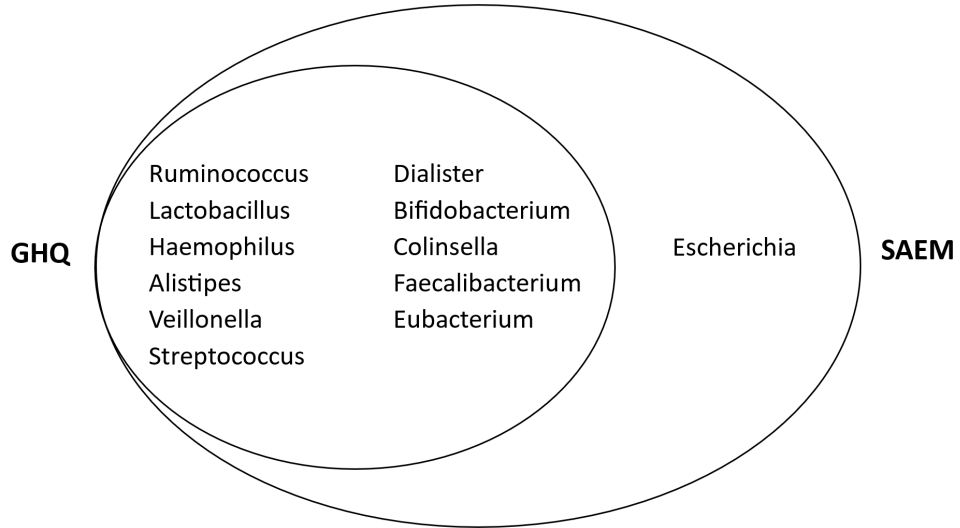 GHQ
Ruminococcus
Lactobacillus
Haemophilus
Alistipes
Veillonella
Streptococcus
Dialister
Bifidobacterium
Colinsella
Faecalibacterium
Eubacterium
Escherichia
SAEM